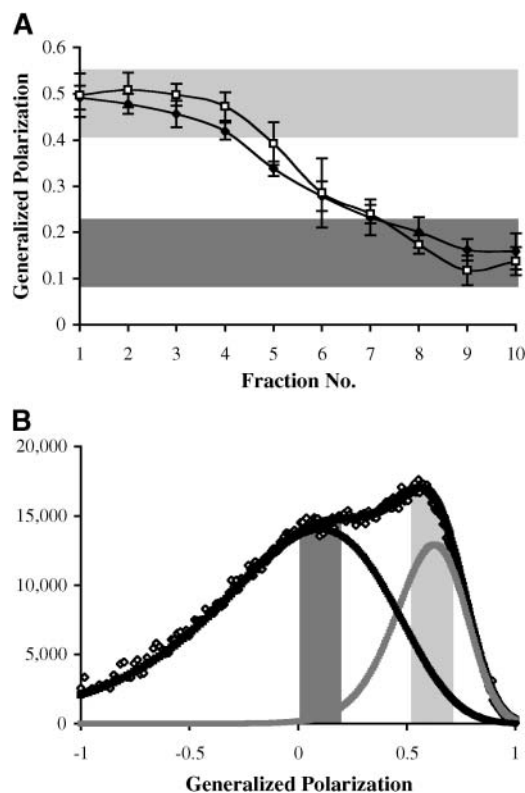 A
Generalized Polarization
0.6
0.5
0.4
0.3
0.2
0.1
0
1 2 3 4 5 6 7 8 9 10
Fraction No.
B
20,000
15,000
10,000
5,000
0
-1 -0.5 0 0.5 1
Generalized Polarization